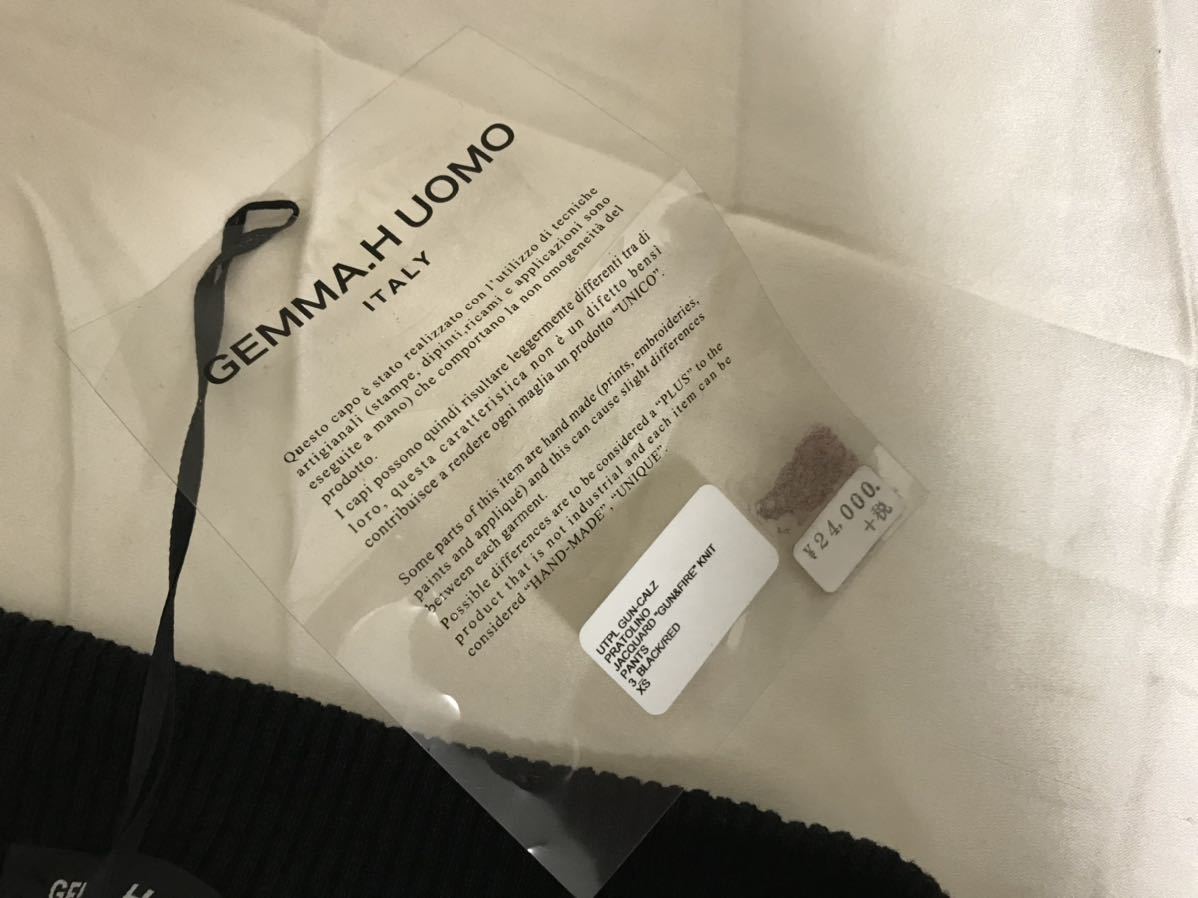 GEMMA.H UOMO
ITALY
Questo capo è stato realizzato con l'utilizzo di tecniche
artigianali (stampe, dipinti,ricami e applicazioni sono
eseguite a mano) che comportano la non omogeneità del
prodotto.
I capi possono quindi risultare leggermente differenti tra di
loro, questa caratteristica non è un difetto bensì
contribuisce a rendere ogni maglia un prodotto "UNICO".
Some parts of this item are hand made (prints, embroideries,
paints and appliqué) and this can cause slight differences
between each garment.
Possible differences are to be considered a "PLUS" to the
product that is not industrial and each item can be
considered "HAND-MADE", "UNIQUE".
UTPL GUN-CALZ
PRATOLINO
JACQUARD "GUN&FIRE" KNIT
PANTS
3 BLACK/RED
XS
¥24,000.
+税
GEM H